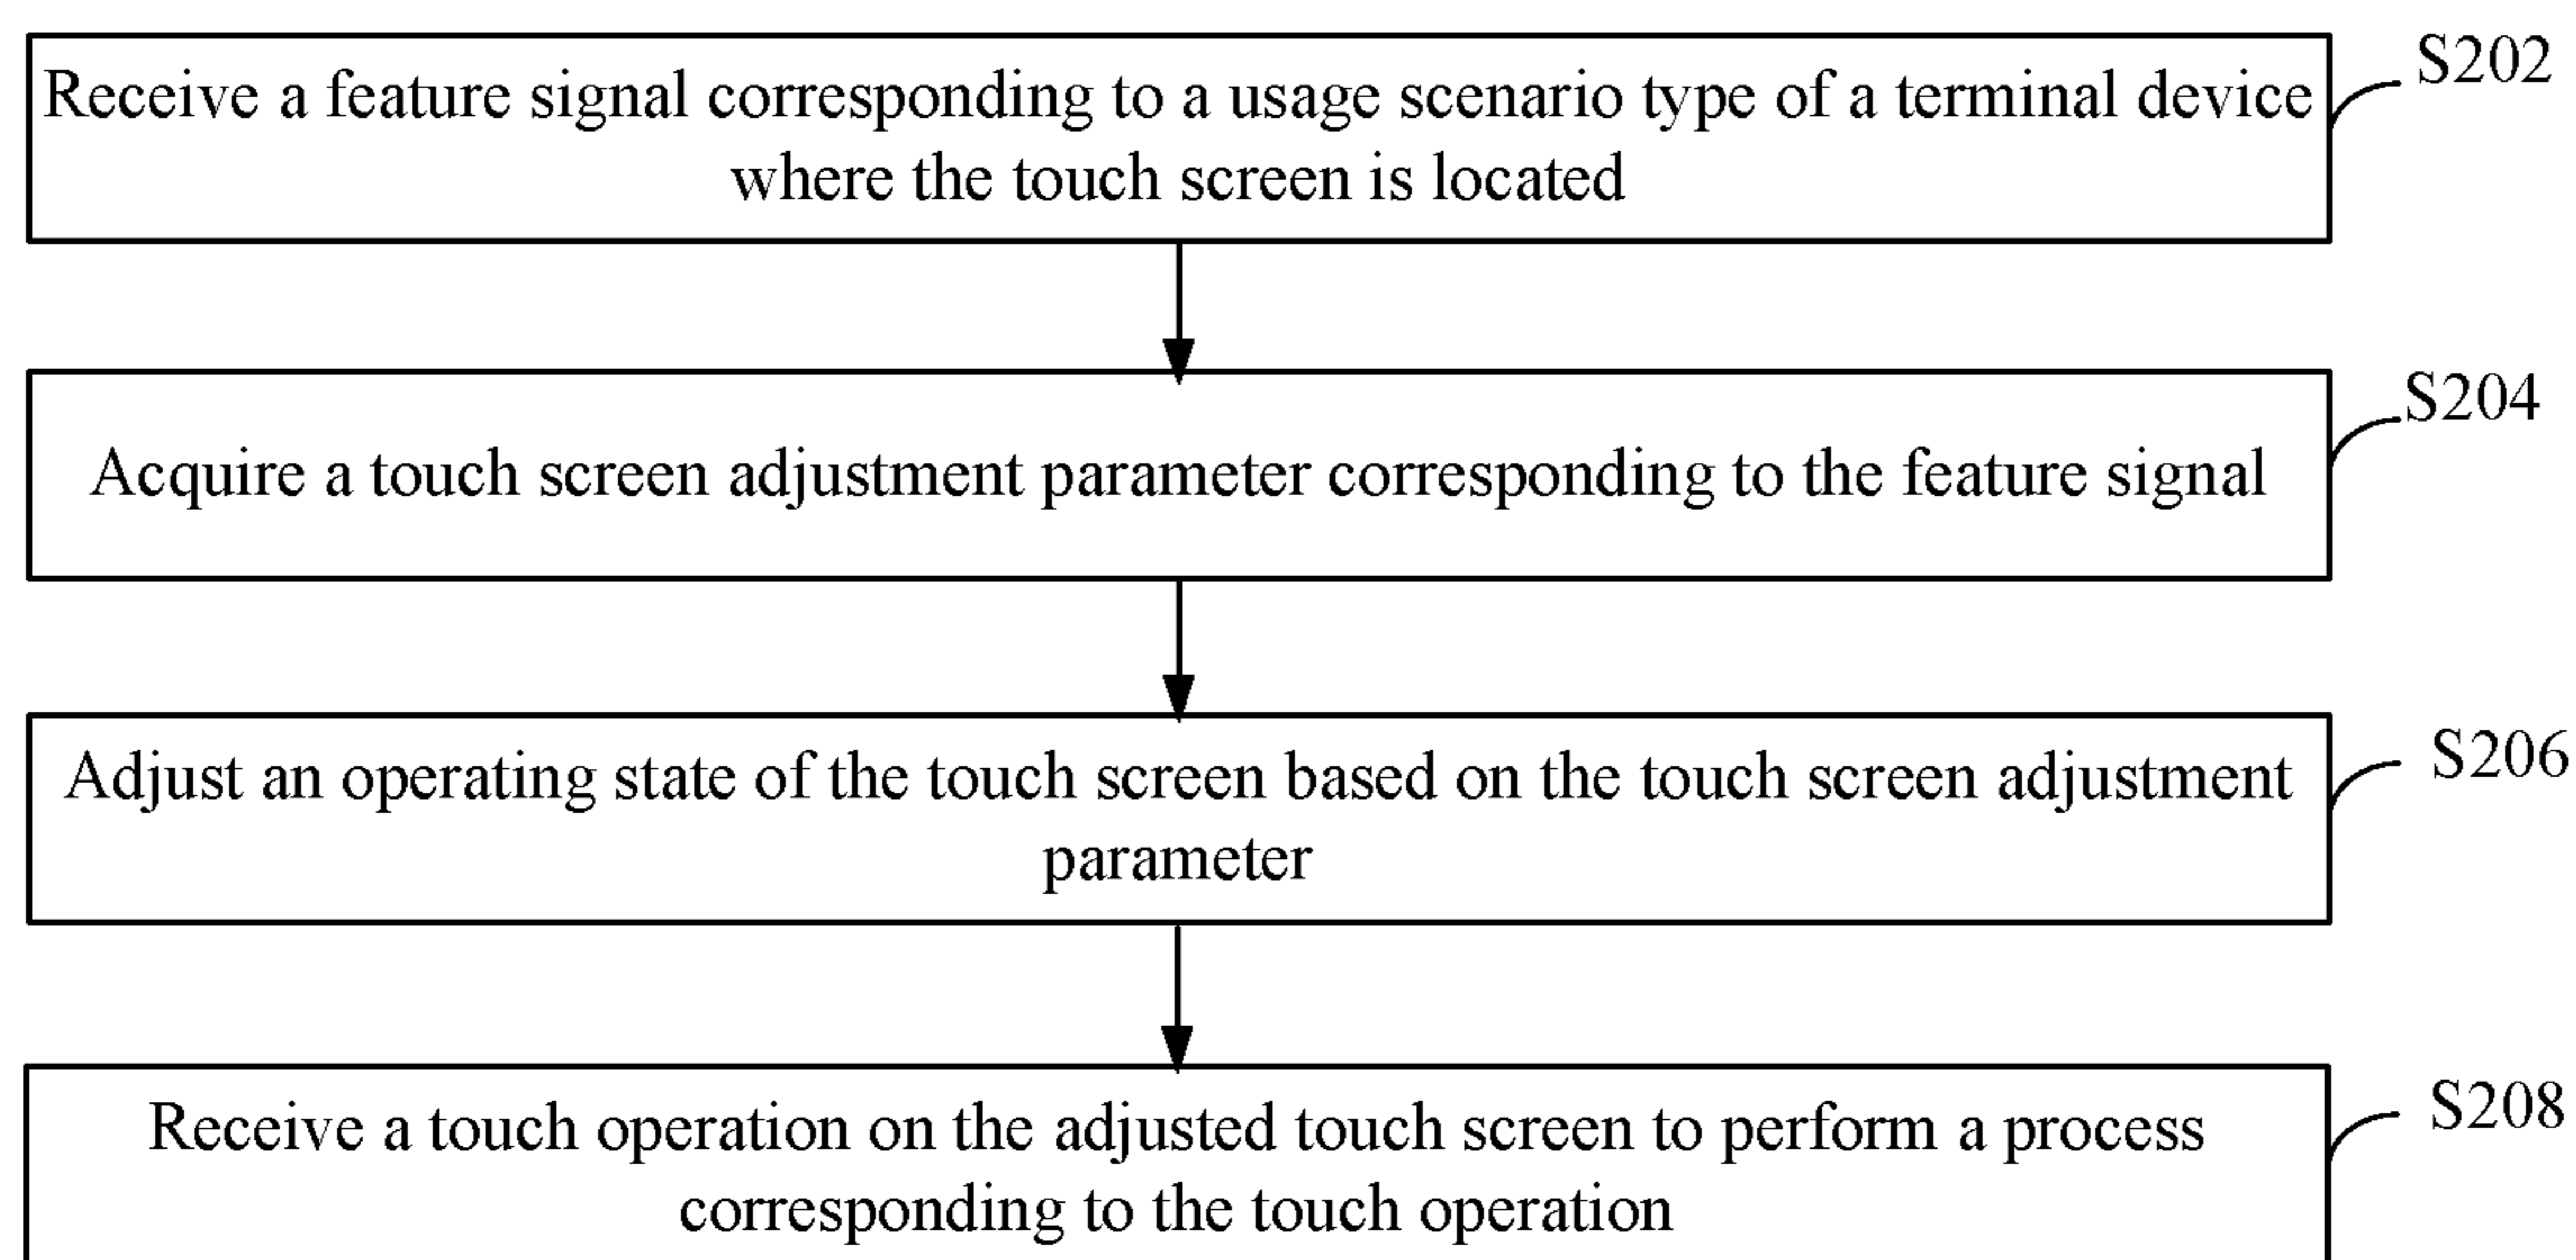 Receive a feature signal corresponding to a usage scenario type of a terminal device
where the touch screen is located
S202
Acquire a touch screen adjustment parameter corresponding to the feature signal
S204
Adjust an operating state of the touch screen based on the touch screen adjustment
parameter
S206
Receive a touch operation on the adjusted touch screen to perform a process
corresponding to the touch operation
S208